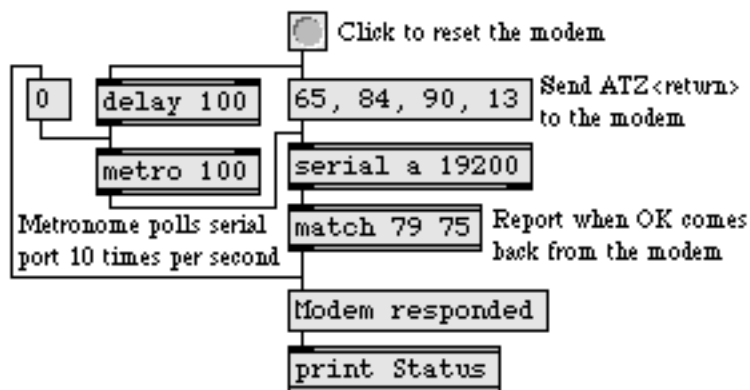 Click to reset the modem
0
delay 100
65, 84, 90, 13
Send ATZ<return>
to the modem
metro 100
serial a 19200
Metronome polls serial
port 10 times per second
match 79 75
Report when OK comes
back from the modem
Modem responded
print Status